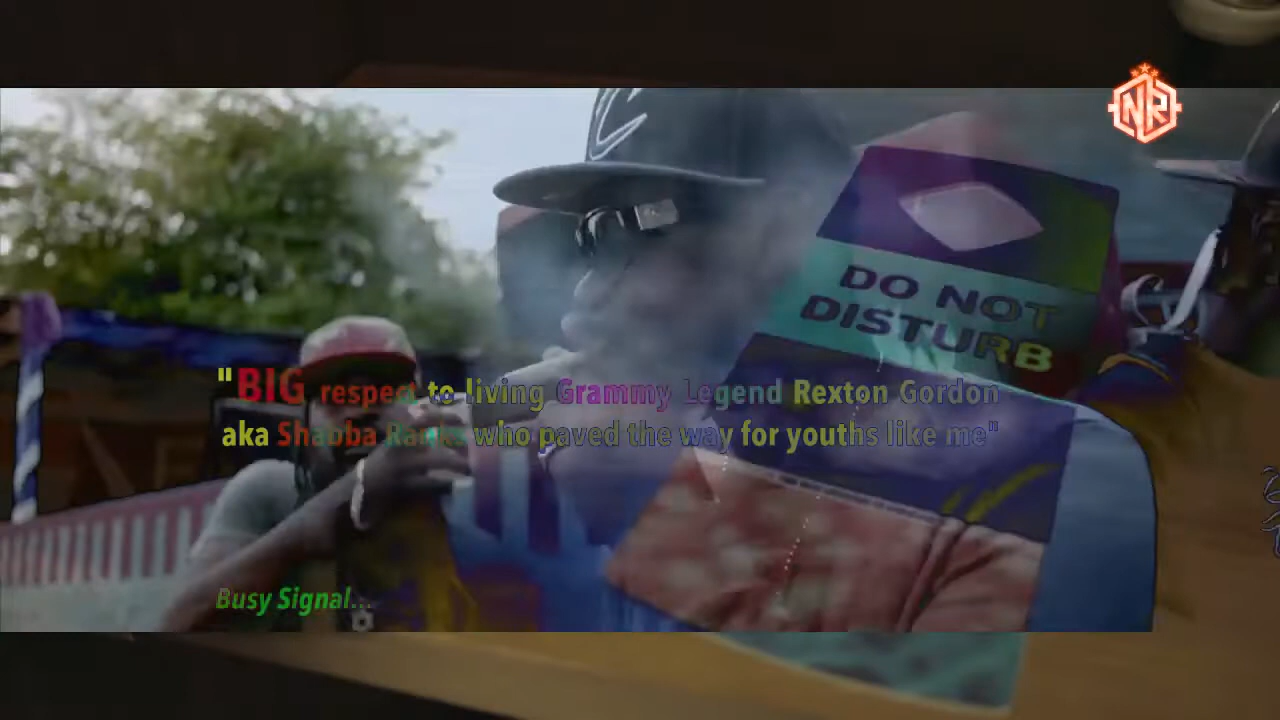 NR
DO NOT
DISTURB
"BIG respect to living Grammy Legend Rexton Gordon
aka Shabba Ranks who paved the way for youths like me"
Busy Signal...